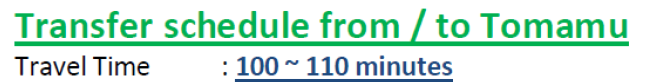 Transfer schedule from / to Tomamu
Travel Time : 100 ~ 110 minutes